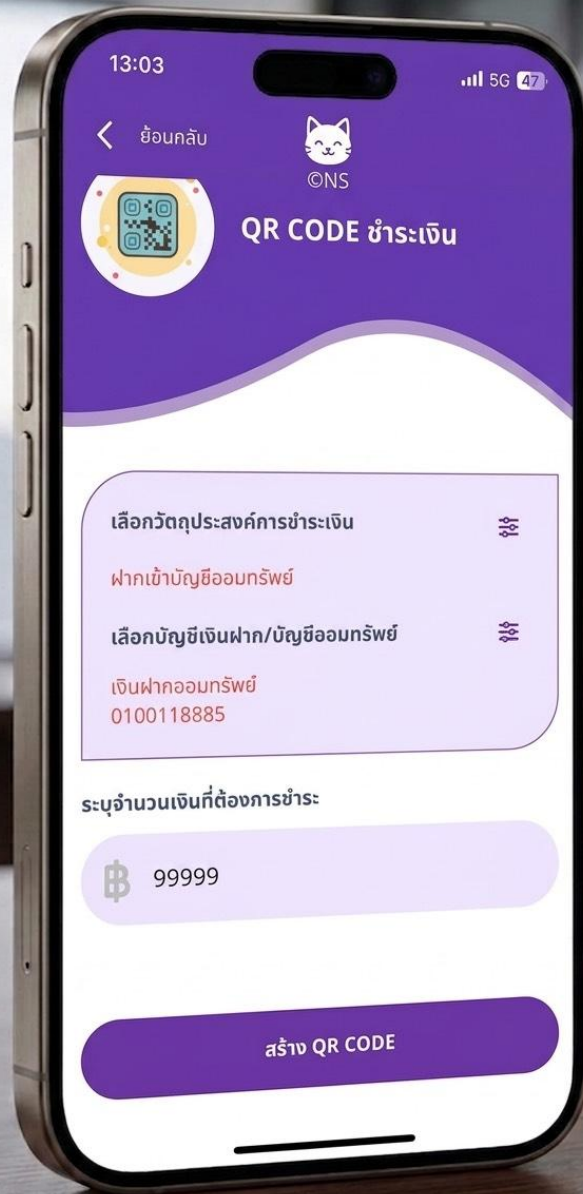 13:03
5G 47
ย้อนกลับ
©NS
QR CODE ชำระเงิน
เลือกวัตถุประสงค์การชำระเงิน
ฝากเข้าบัญชีออมทรัพย์
เลือกบัญชีเงินฝาก/บัญชีออมทรัพย์
เงินฝากออมทรัพย์
0100118885
ระบุจำนวนเงินที่ต้องการชำระ
฿ 99999
สร้าง QR CODE